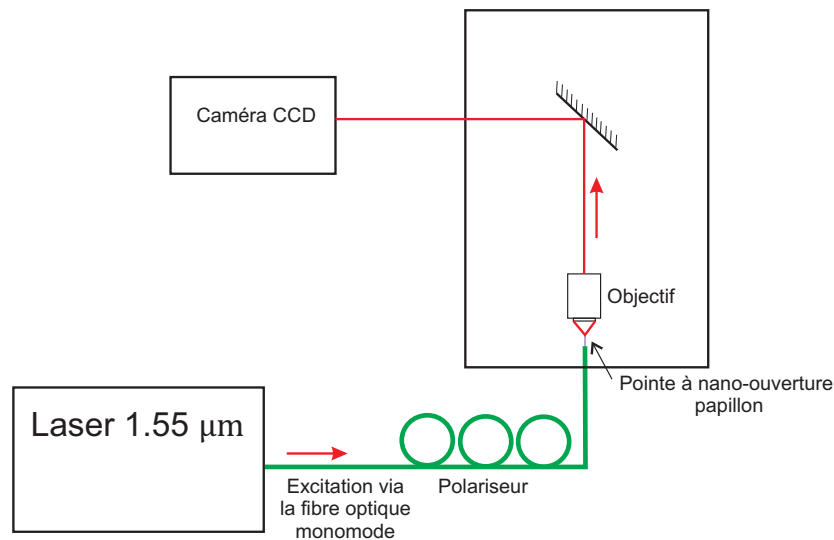 Caméra CCD
Objectif
Pointe à nano-ouverture
papillon
Laser 1.55 µm
Excitation via
la fibre optique
monomode
Polariseur